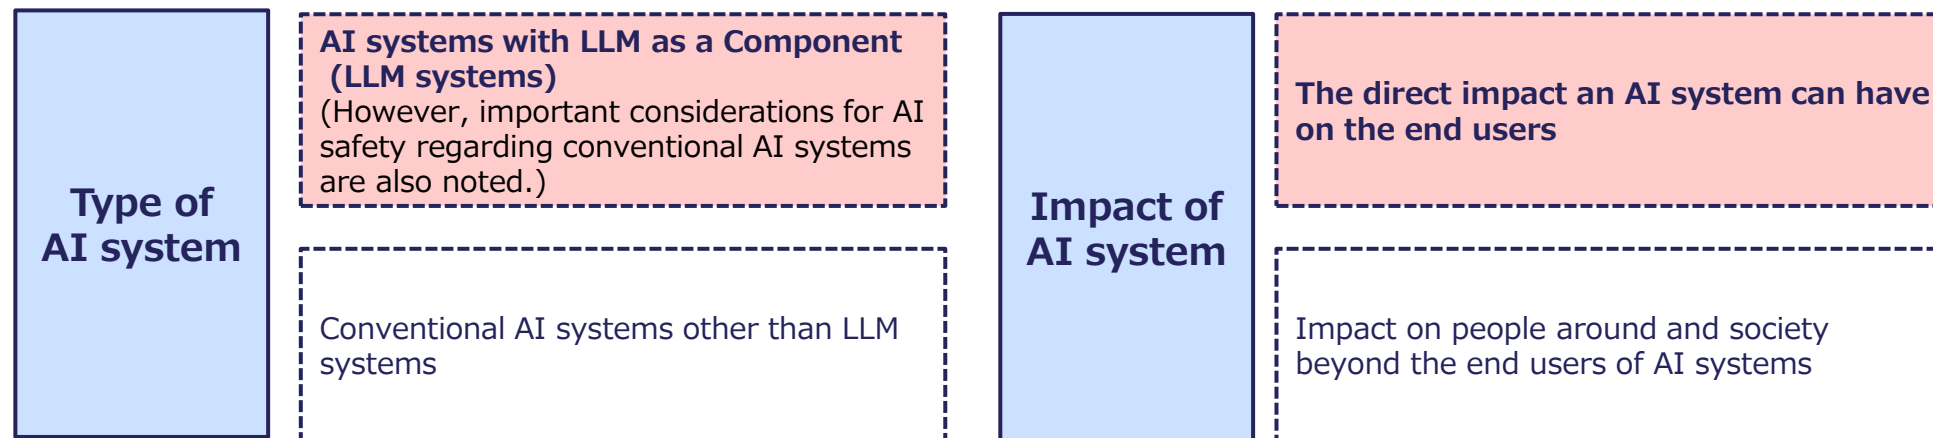 Type of
AI system
AI systems with LLM as a Component
(LLM systems)
(However, important considerations for AI
safety regarding conventional AI systems
are also noted.)
Conventional AI systems other than LLM
systems
Impact of
AI system
The direct impact an AI system can have
on the end users
Impact on people around and society
beyond the end users of AI systems